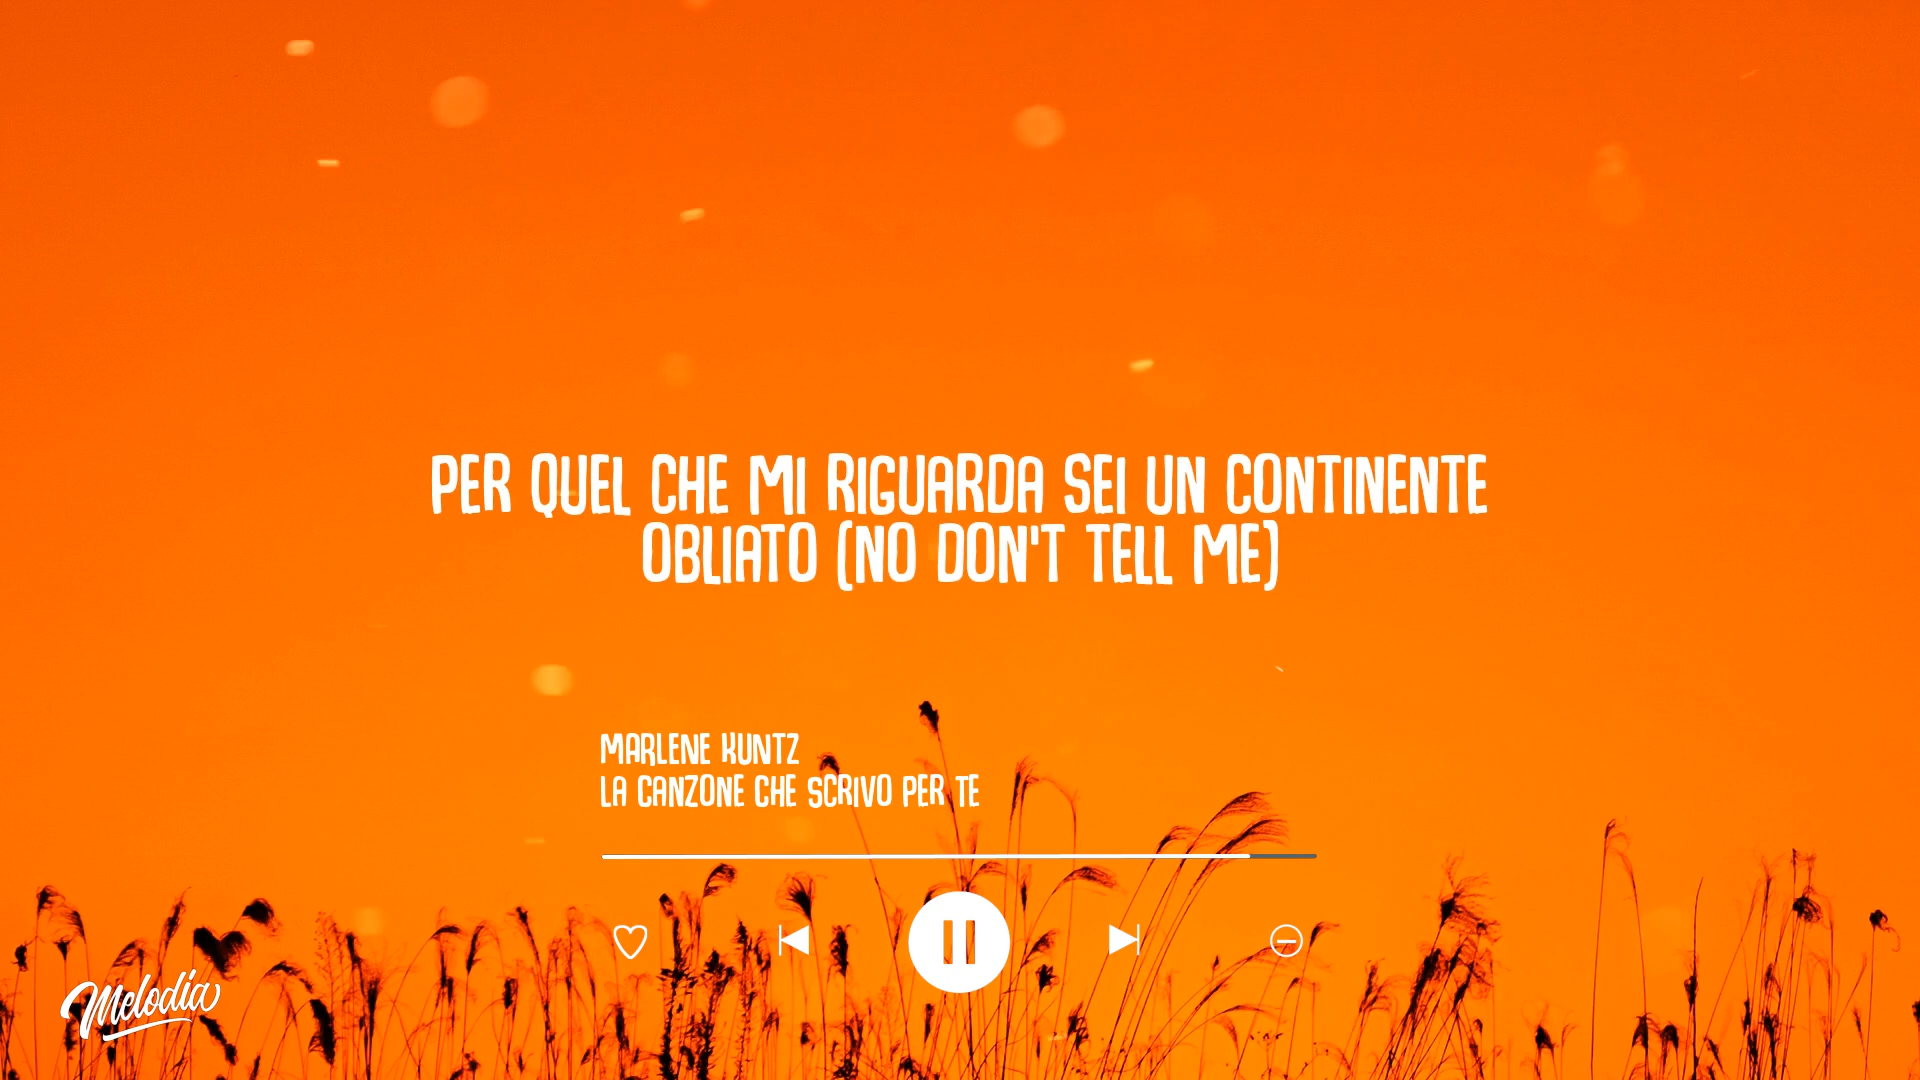 PER QUEL CHE MI RIGUARDA SEI UN CONTINENTE
OBLIATO (NO DON'T TELL ME)
MARLENE KUNTZ
LA CANZONE CHE SCRIVO PER TE
Melodia